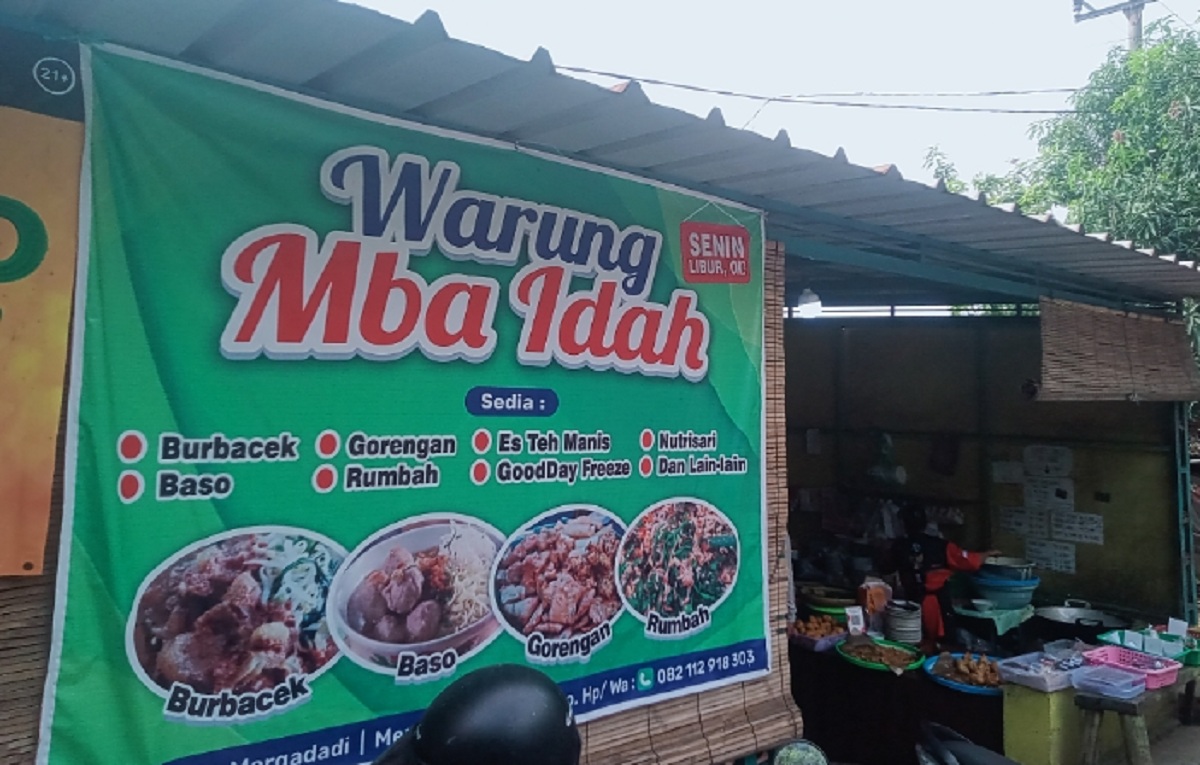 21+
Warung
Mba Idah
SENIN
LIBUR, OK!
Sedia :
Burbacek
Gorengan
Es Teh Manis
Nutrisari
Baso
Rumbah
GoodDay Freeze
Dan Lain-lain
Burbacek
Baso
Gorengan
Rumbah
Mergadadi |
Hp/ Wa : 082 112 918 303